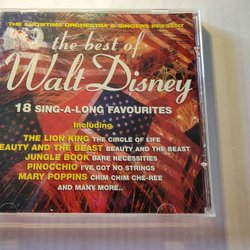 THE SHOWTIME ORCHESTRA & SINGERS PRESENT
the best of
Walt Disney
18 SING-A-LONG FAVOURITES
Including
THE LION KING THE CIRCLE OF LIFE
BEAUTY AND THE BEAST BEAUTY AND THE BEAST
JUNGLE BOOK BARE NECESSITIES
PINOCCHIO I'VE GOT NO STRINGS
MARY POPPINS CHIM CHIM CHE-REE
AND MANY MORE..